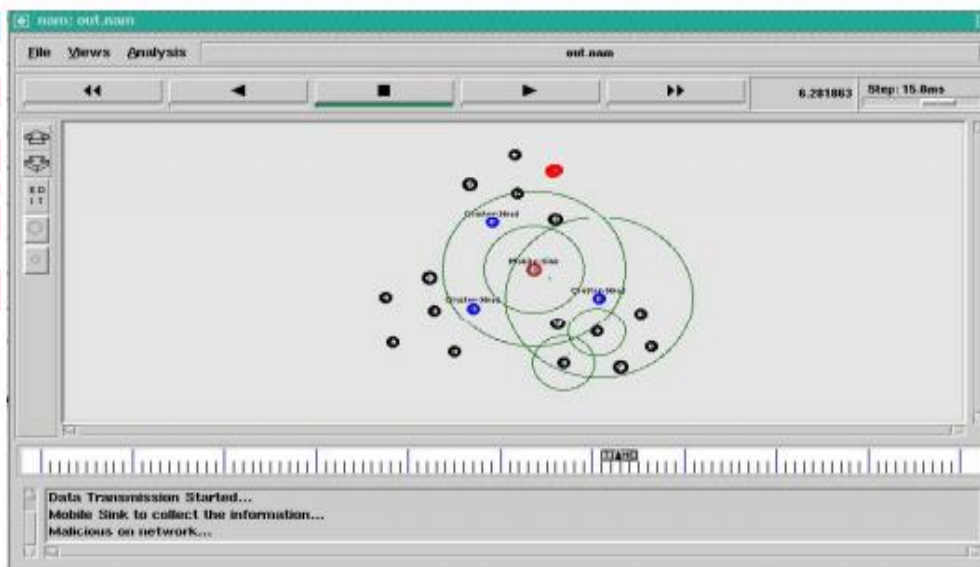 nam: out.nam
File Views Analysis
out.nam
6.281863
Step: 15.8ms
E D
I T
Cluster-Head
Mobile-Sink
Cluster-Head
Cluster-Head
TIME
Data Transmission Started...
Mobile Sink to collect the information...
Malicious on network...